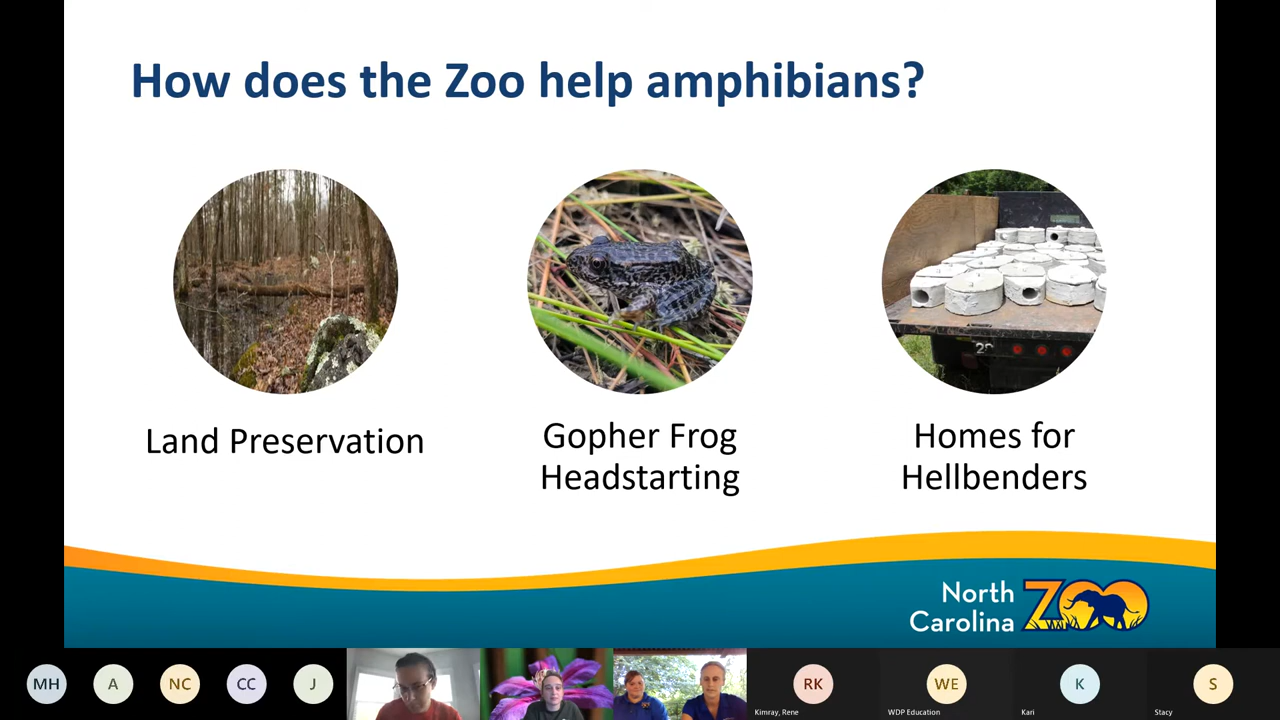 How does the Zoo help amphibians?
Land Preservation
Gopher Frog
Headstarting
Homes for
Hellbenders
29
North
Carolina ZOO
MH
A
NC
CC
J
RK
WE
K
S
Kimray, Rene
WDP Education
Kari
Stacy